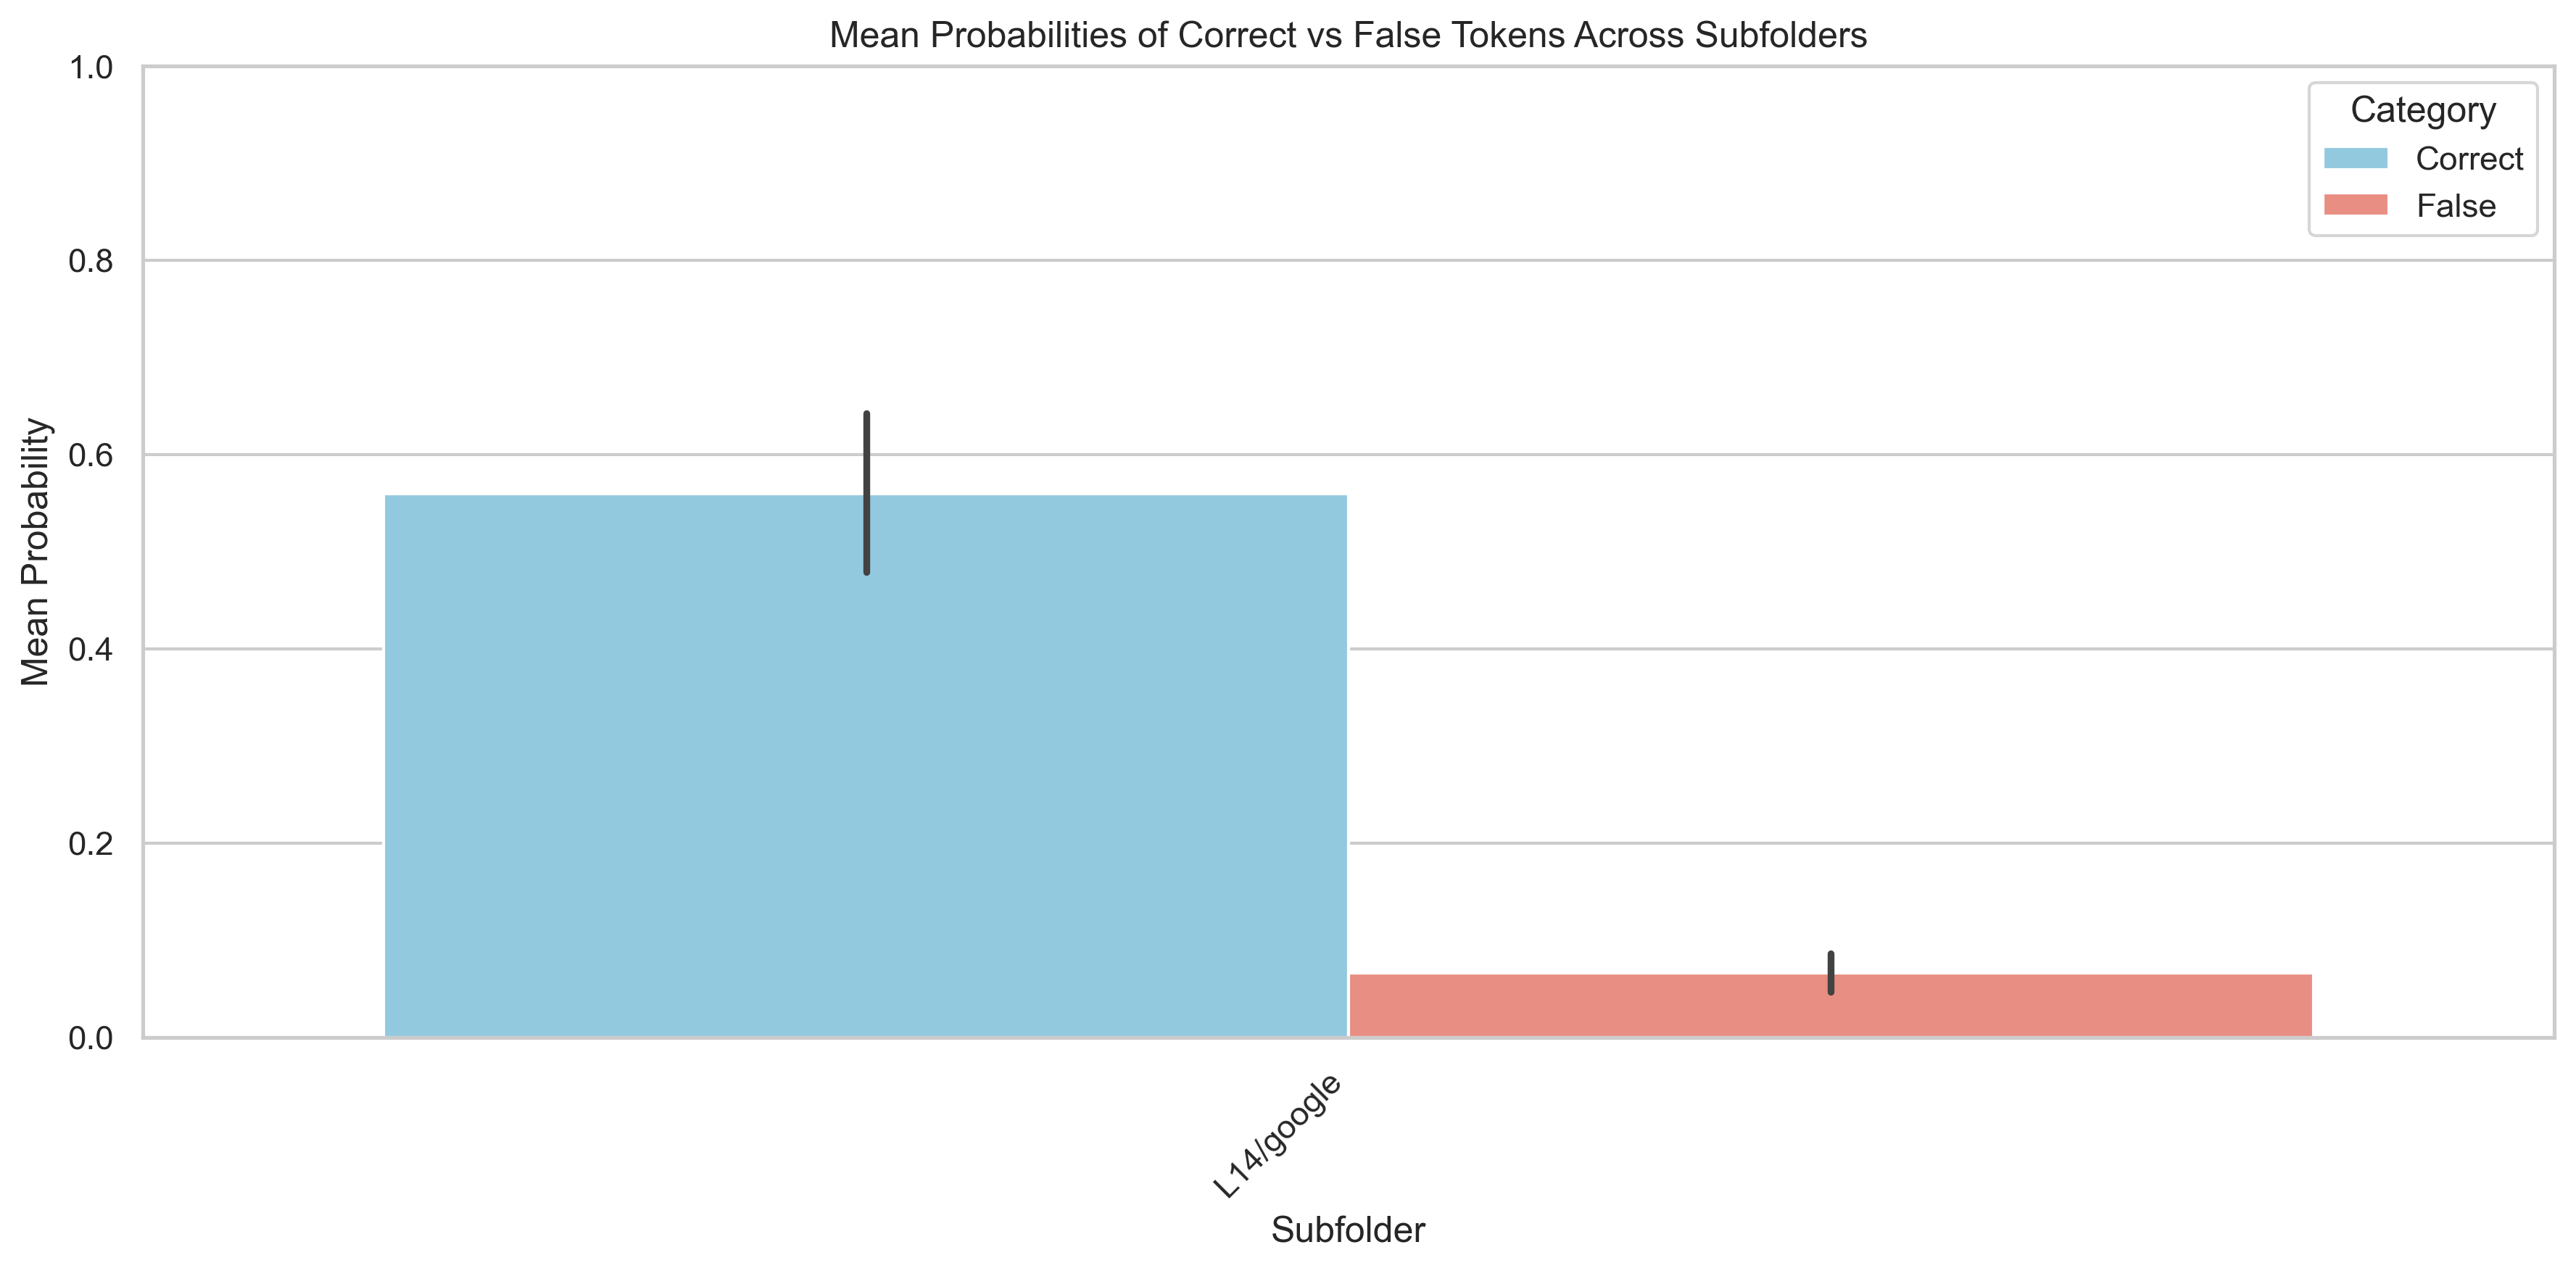 Mean Probabilities of Correct vs False Tokens Across Subfolders
1.0
0.8
0.6
0.4
0.2
0.0
Mean Probability
Category
Correct
False
L14/google
Subfolder